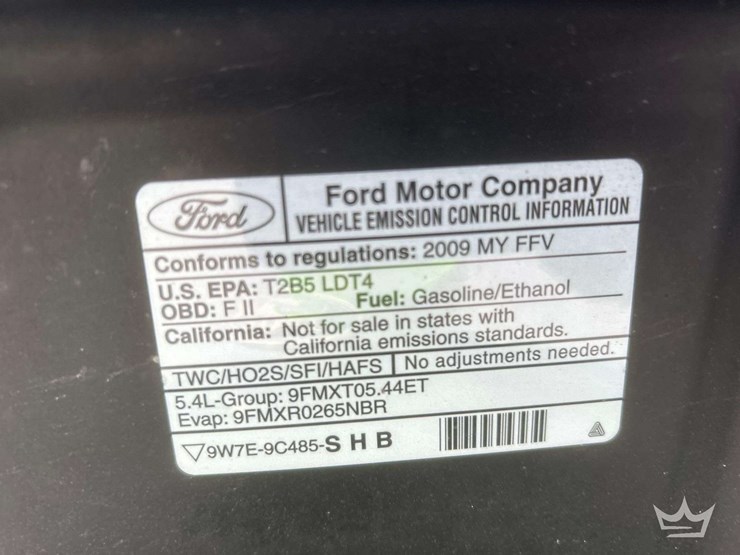 Ford
Ford Motor Company
VEHICLE EMISSION CONTROL INFORMATION
Conforms to regulations: 2009 MY FFV
U.S. EPA: T2B5 LDT4
OBD: F II
Fuel: Gasoline/Ethanol
California: Not for sale in states with
California emissions standards.
TWC/HO2S/SFI/HAFS
No adjustments needed.
5.4L-Group: 9FMXT05.44ET
Evap: 9FMXR0265NBR
9W7E-9C485-S H B